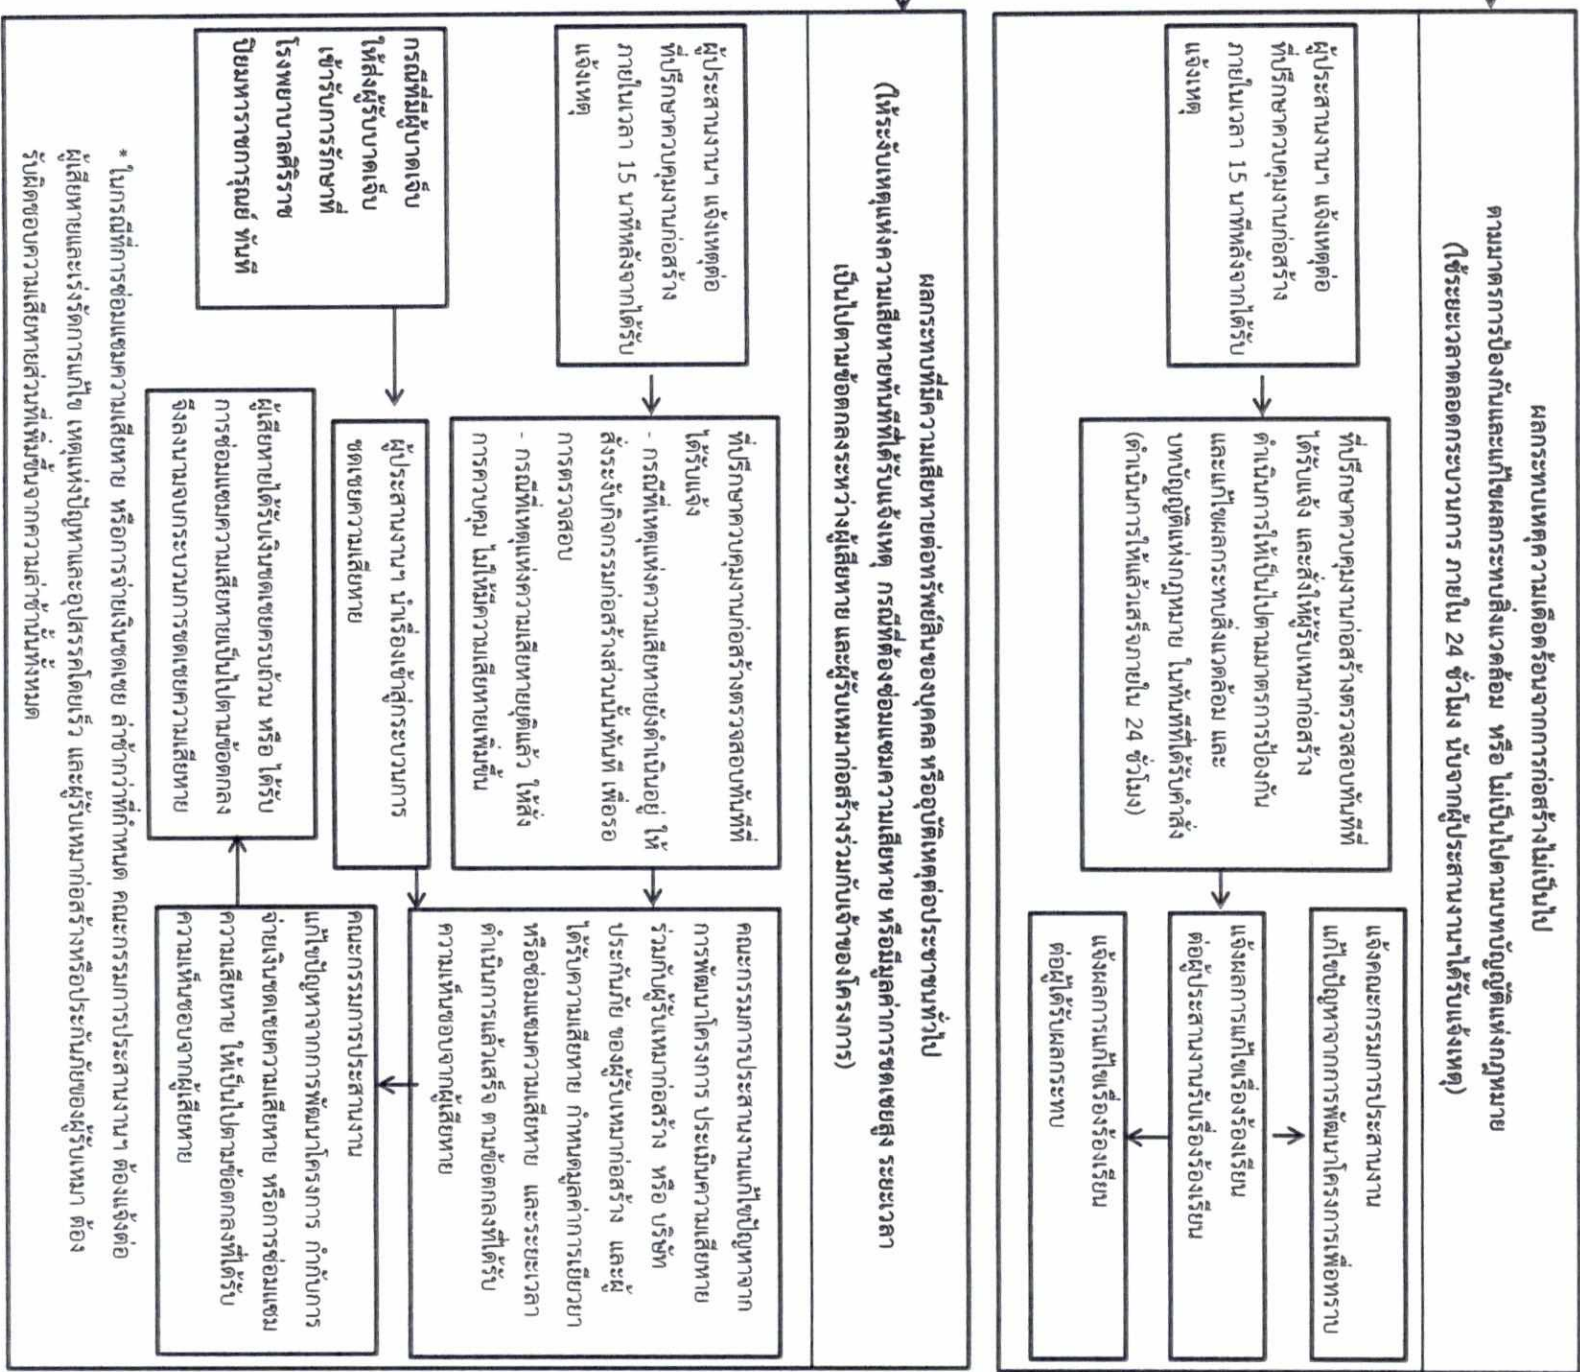 ผลกระทบเหตุความเดือดร้อนจากการก่อสร้างไม่เป็นไป
ตามมาตรการป้องกันและแก้ไขผลกระทบสิ่งแวดล้อม หรือ ไม่เป็นไปตามบทบัญญัติแห่งกฎหมาย
(ใช้ระยะเวลาตลอดกระบวนการ ภายใน 24 ชั่วโมง นับจากผู้ประสานงานฯได้รับแจ้งเหตุ)
ผู้ประสานงานฯ แจ้งเหตุต่อ
ที่ปรึกษาควบคุมงานก่อสร้าง
ภายในเวลา 15 นาทีหลังจากได้รับ
แจ้งเหตุ
ที่ปรึกษาควบคุมงานก่อสร้างตรวจสอบทันทีที่
ได้รับแจ้ง และสั่งให้ผู้รับเหมาก่อสร้าง
ดำเนินการให้เป็นไปตามมาตรการป้องกัน
และแก้ไขผลกระทบสิ่งแวดล้อม และ
บทบัญญัติแห่งกฎหมาย ในทันทีที่ได้รับคำสั่ง
(ดำเนินการให้แล้วเสร็จภายใน 24 ชั่วโมง)
แจ้งคณะกรรมการประสานงาน
แก้ไขปัญหาจากการพัฒนาโครงการเพื่อทราบ
แจ้งผลการแก้ไขเรื่องร้องเรียน
ต่อผู้ประสานงานรับเรื่องร้องเรียน
แจ้งผลการแก้ไขเรื่องร้องเรียน
ต่อผู้ได้รับผลกระทบ
ผลกระทบที่มีความเสียหายต่อทรัพย์สินของบุคคล หรืออุบัติเหตุต่อประชาชนทั่วไป
(ให้ระงับเหตุแห่งความเสียหายทันทีที่ได้รับแจ้งเหตุ กรณีที่ต้องซ่อมแซมความเสียหาย หรือมีมูลค่าการชดเชยสูง ระยะเวลา
เป็นไปตามข้อตกลงระหว่างผู้เสียหาย และผู้รับเหมาก่อสร้างร่วมกับเจ้าของโครงการ)
ผู้ประสานงานฯ แจ้งเหตุต่อ
ที่ปรึกษาควบคุมงานก่อสร้าง
ภายในเวลา 15 นาทีหลังจากได้รับ
แจ้งเหตุ
ที่ปรึกษาควบคุมงานก่อสร้างตรวจสอบทันทีที่
ได้รับแจ้ง
- กรณีที่เหตุแห่งความเสียหายยังดำเนินอยู่ ให้
สั่งระงับกิจกรรมก่อสร้างส่วนนั้นทันที เพื่อรอ
การตรวจสอบ
- กรณีที่เหตุแห่งความเสียหายยุติแล้ว ให้สั่ง
การควบคุม ไม่ให้มีความเสียหายเพิ่มขึ้น
คณะกรรมการประสานงานแก้ไขปัญหาจาก
การพัฒนาโครงการ ประเมินความเสียหาย
ร่วมกับผู้รับเหมาก่อสร้าง หรือ บริษัท
ประกันภัย ของผู้รับเหมาก่อสร้าง และผู้
ได้รับความเสียหาย กำหนดมูลค่าการเยียวยา
หรือซ่อมแซมความเสียหาย และระยะเวลา
ดำเนินการแล้วเสร็จ ตามข้อตกลงที่ได้รับ
ความเห็นชอบจากผู้เสียหาย
กรณีที่มีผู้บาดเจ็บ
ให้ส่งผู้รับบาดเจ็บ
เข้ารับการรักษาที่
โรงพยาบาลศิริราช
ปิยมหาราชการุณย์ ทันที
ผู้ประสานงานฯ นำเรื่องเข้าสู่กระบวนการ
ชดเชยความเสียหาย
คณะกรรมการประสานงาน
แก้ไขปัญหาจากการพัฒนาโครงการ กำกับการ
จ่ายเงินชดเชยความเสียหาย หรือการซ่อมแซม
ความเสียหาย ให้เป็นไปตามข้อตกลงที่ได้รับ
ความเห็นชอบจากผู้เสียหาย
ผู้เสียหายได้รับเงินชดเชยครบถ้วน หรือ ได้รับ
การซ่อมแซมความเสียหายเป็นไปตามข้อตกลง
จึงลงนามจบกระบวนการชดเชยความเสียหาย
* ในกรณีที่การซ่อมแซมความเสียหาย หรือการจ่ายเงินชดเชย ล่าช้ากว่าที่กำหนด คณะกรรมการประสานงานฯ ต้องแจ้งต่อ
ผู้เสียหายและเร่งรัดการแก้ไข เหตุแห่งปัญหาและอุปสรรคโดยเร็ว และผู้รับเหมาก่อสร้างหรือประกันภัยของผู้รับเหมา ต้อง
รับผิดชอบความเสียหายส่วนที่เพิ่มขึ้นจากความล่าช้านั้นทั้งหมด